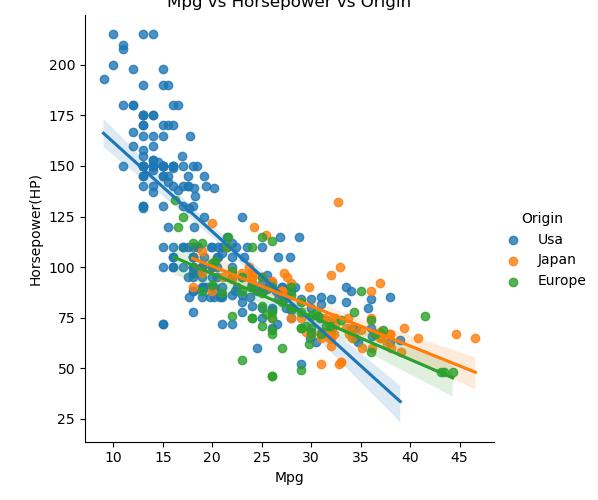 Mpg vs Horsepower vs Origin
200
175
150
125
100
75
50
25
Horsepower(HP)
10 15 20 25 30 35 40 45
Mpg
Origin
Usa
Japan
Europe